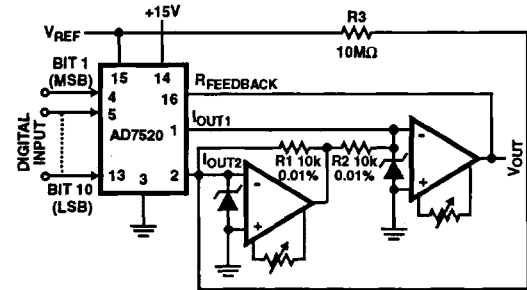 +15V
VREF
R3
10MΩ
BIT 1
(MSB)
15
14
RFEEDBACK
4
16
5
IOUT1
1
DIGITAL
INPUT
AD7520
R1 10k
0.01%
R2 10k
0.01%
IOUT2
13
3
2
BIT 10
(LSB)
-
+
-
+
VOUT